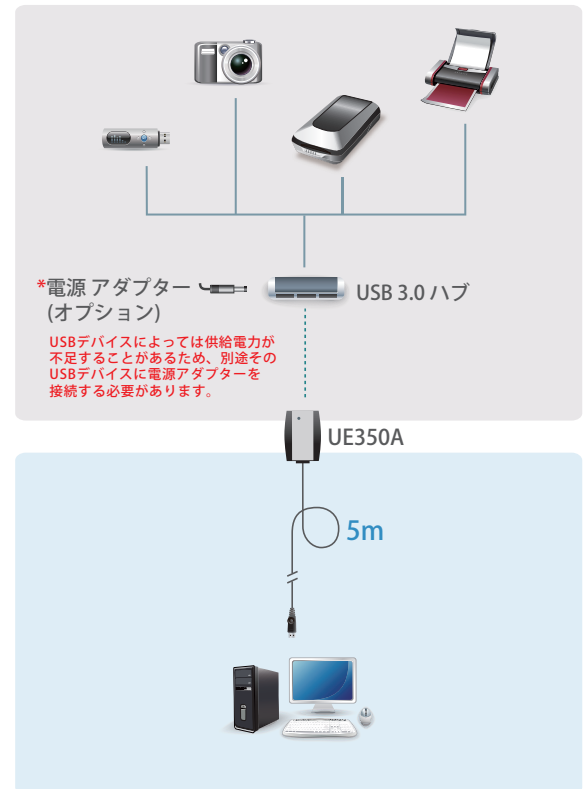 *電源 アダプター
(オプション)
USB 3.0 ハブ
USBデバイスによっては供給電力が
不足することがあるため、別途その
USBデバイスに電源アダプターを
接続する必要があります。
UE350A
5m